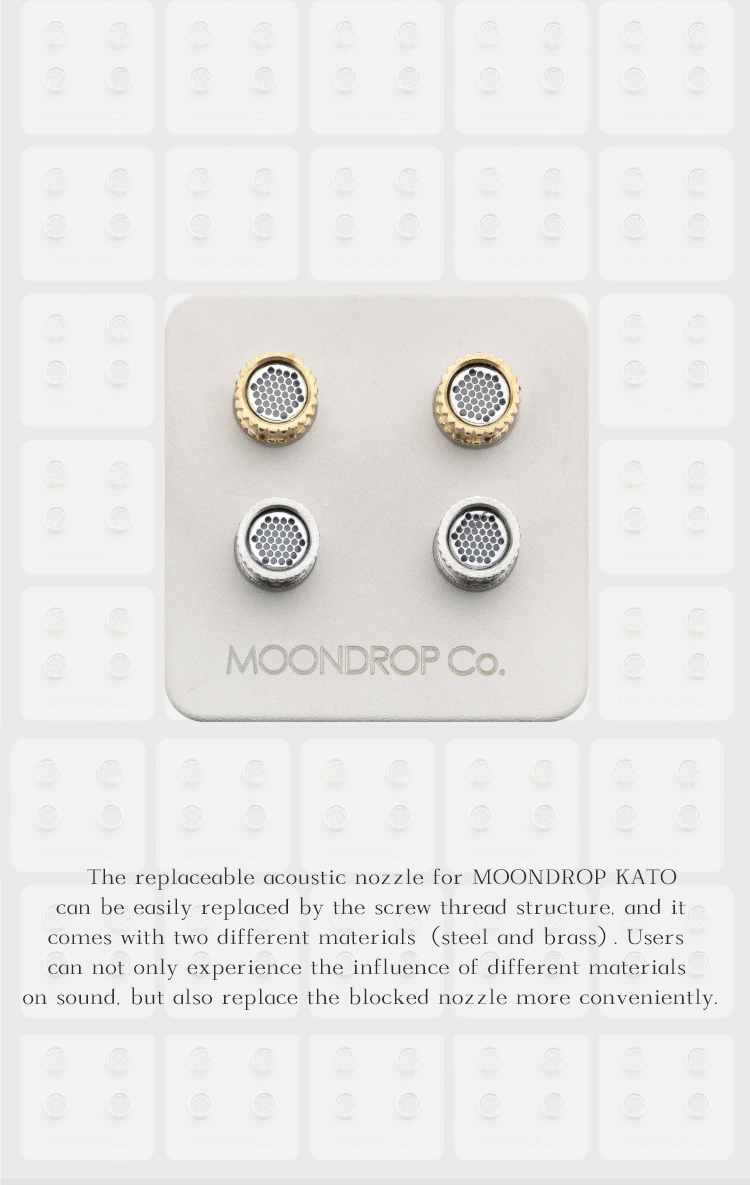 MOONDROP Co.
The replaceable acoustic nozzle for MOONDROP KATO
can be easily replaced by the screw thread structure, and it
comes with two different materials (steel and brass). Users
can not only experience the influence of different materials
on sound, but also replace the blocked nozzle more conveniently.